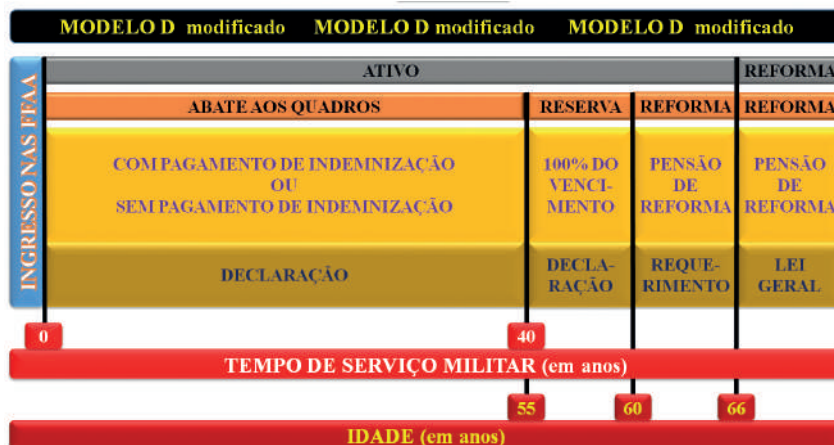 MODELO D modificado MODELO D modificado MODELO D modificado
INGRESSO NAS FFAA
ATIVO
REFORMA
ABATE AOS QUADROS
RESERVA
REFORMA
REFORMA
COM PAGAMENTO DE INDEMNIZAÇÃO
OU
SEM PAGAMENTO DE INDEMNIZAÇÃO
100% DO
VENCI-
MENTO
PENSÃO
DE
REFORMA
PENSÃO
DE
REFORMA
DECLARAÇÃO
DECLA-
RAÇÃO
REQUE-
RIMENTO
LEI
GERAL
0
40
TEMPO DE SERVIÇO MILITAR (em anos)
55
60
66
IDADE (em anos)